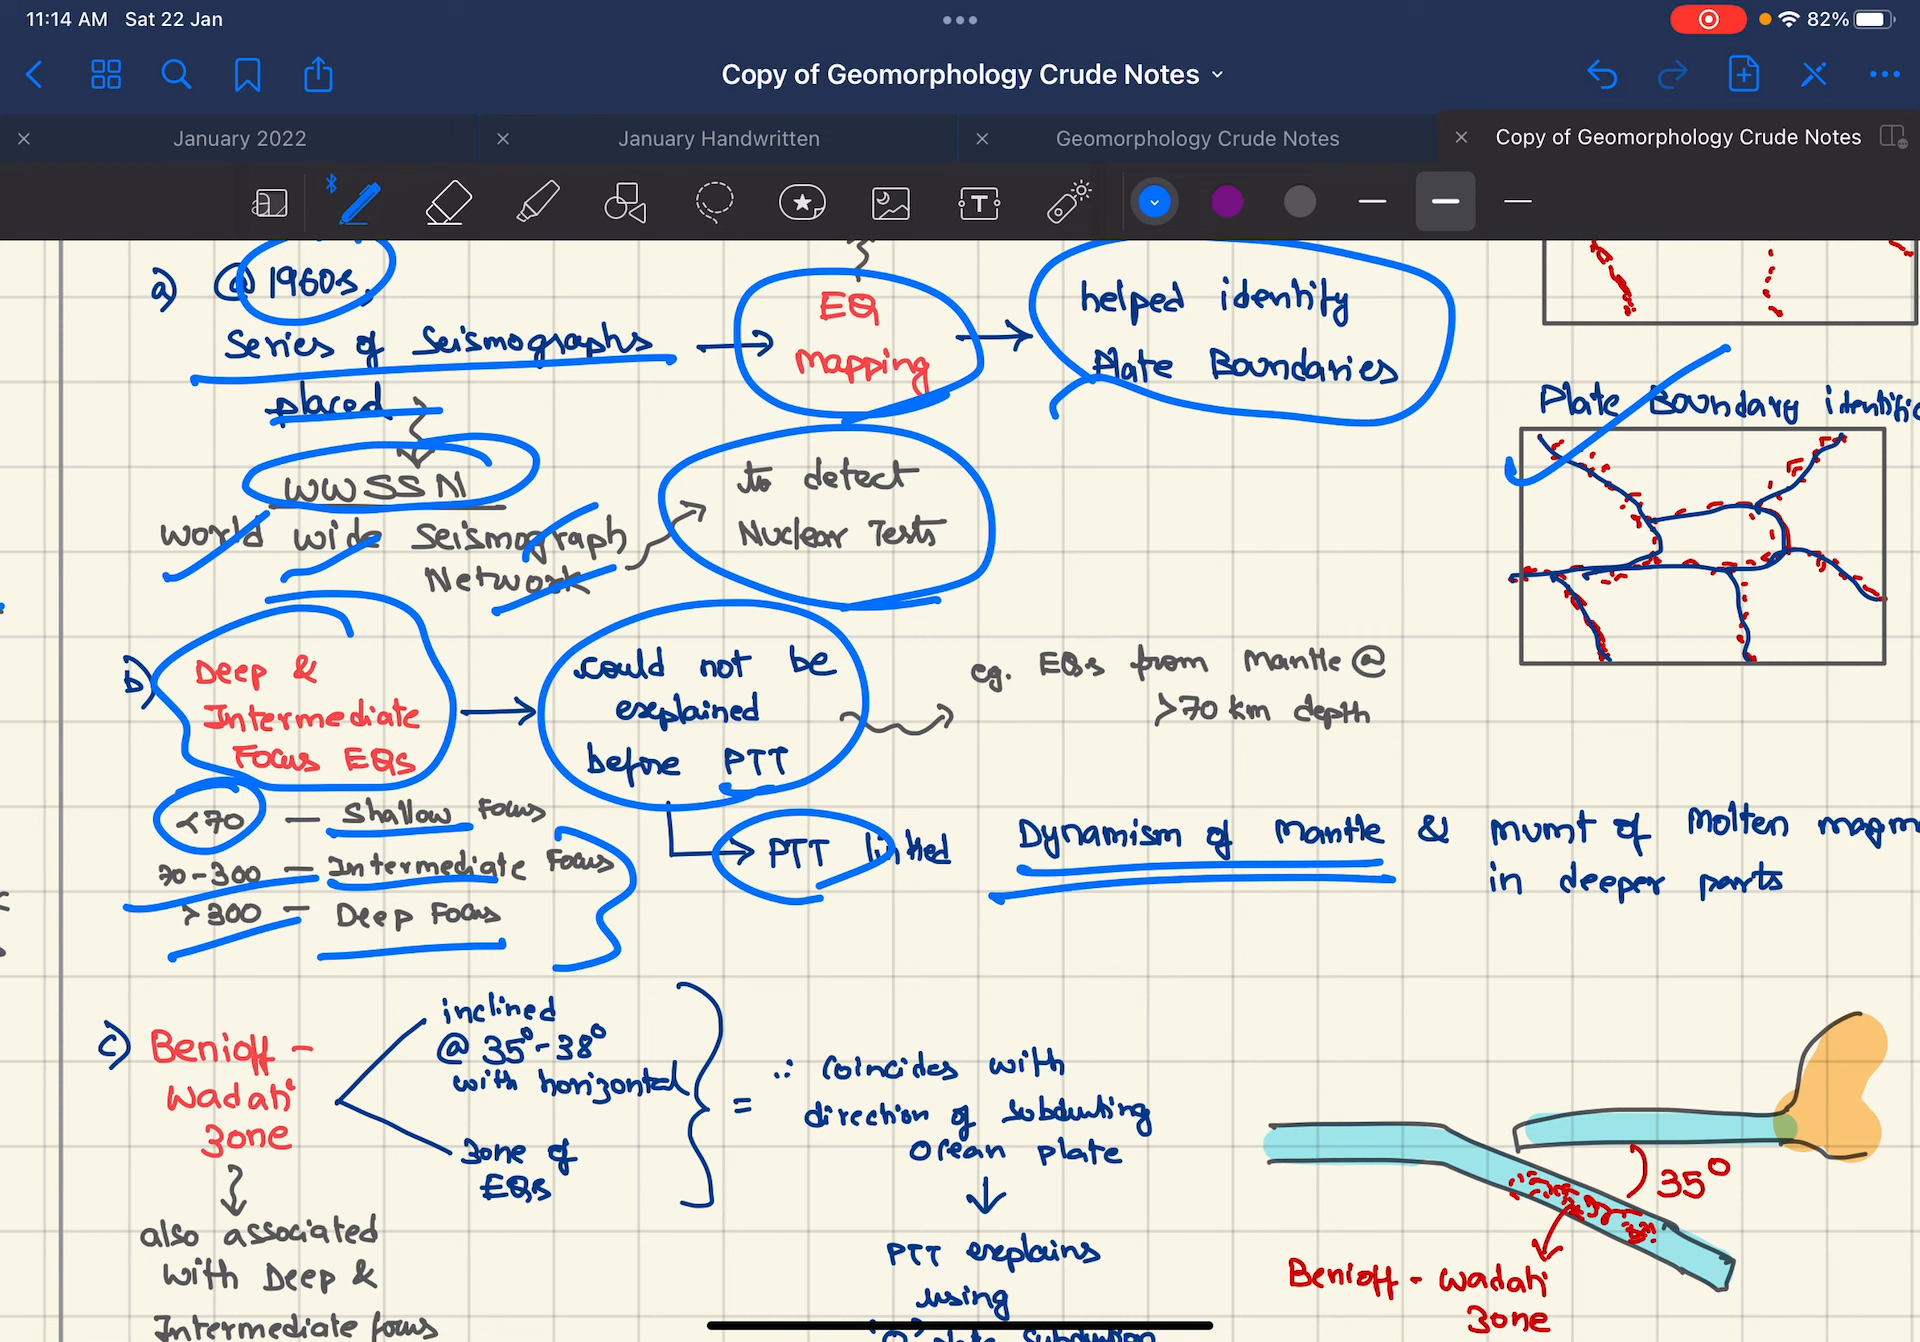 11:14 AM Sat 22 Jan
82%
Copy of Geomorphology Crude Notes
January 2022
January Handwritten
Geomorphology Crude Notes
Copy of Geomorphology Crude Notes
a) @ 1960s,
Series of Seismographs
placed
EQ
Mapping
helped identify
Plate Boundaries
WWSSN
World Wide Seismograph
Network
to detect
Nuclear Tests
Plate Boundary
b) Deep &
Intermediate
Focus EQs
could not be
explained
before PTT
eg. EQs from Mantle @
>70 km depth
<70 — Shallow Focus
70-300 — Intermediate Focus
>300 — Deep Focus
PTT linked Dynamism of Mantle & mvmt of Molten
in deeper parts
c) Benioff -
Wadati
Zone
inclined
@ 35°-38°
with horizontal
Zone of
EQs
=
∴ Coincides with
direction of subducting
Ocean plate
PTT explains
using
also associated
with Deep &
Intermediate focus
35°
Benioff - Wadati
Zone